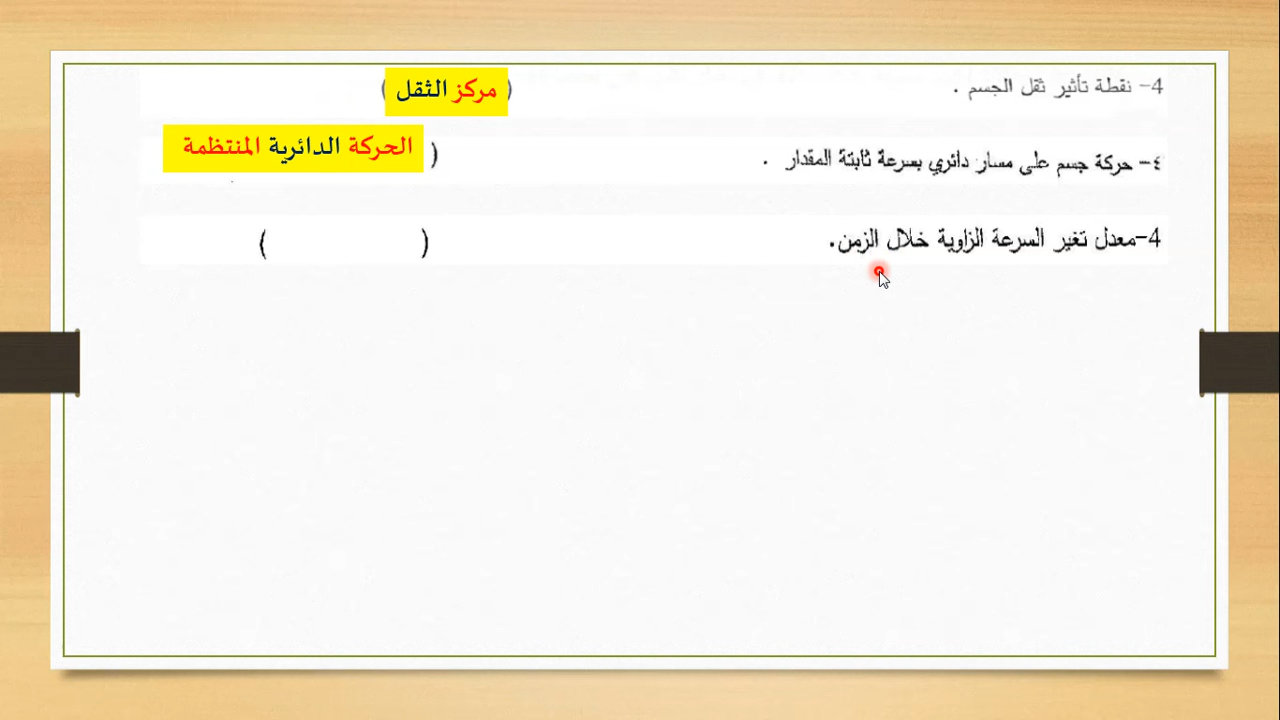 4- نقطة تأثير ثقل الجسم . ( مركز الثقل )
٤- حركة جسم على مسار دائري بسرعة ثابتة المقدار . ( الحركة الدائرية المنتظمة
4-معدل تغير السرعة الزاوية خلال الزمن. ( )